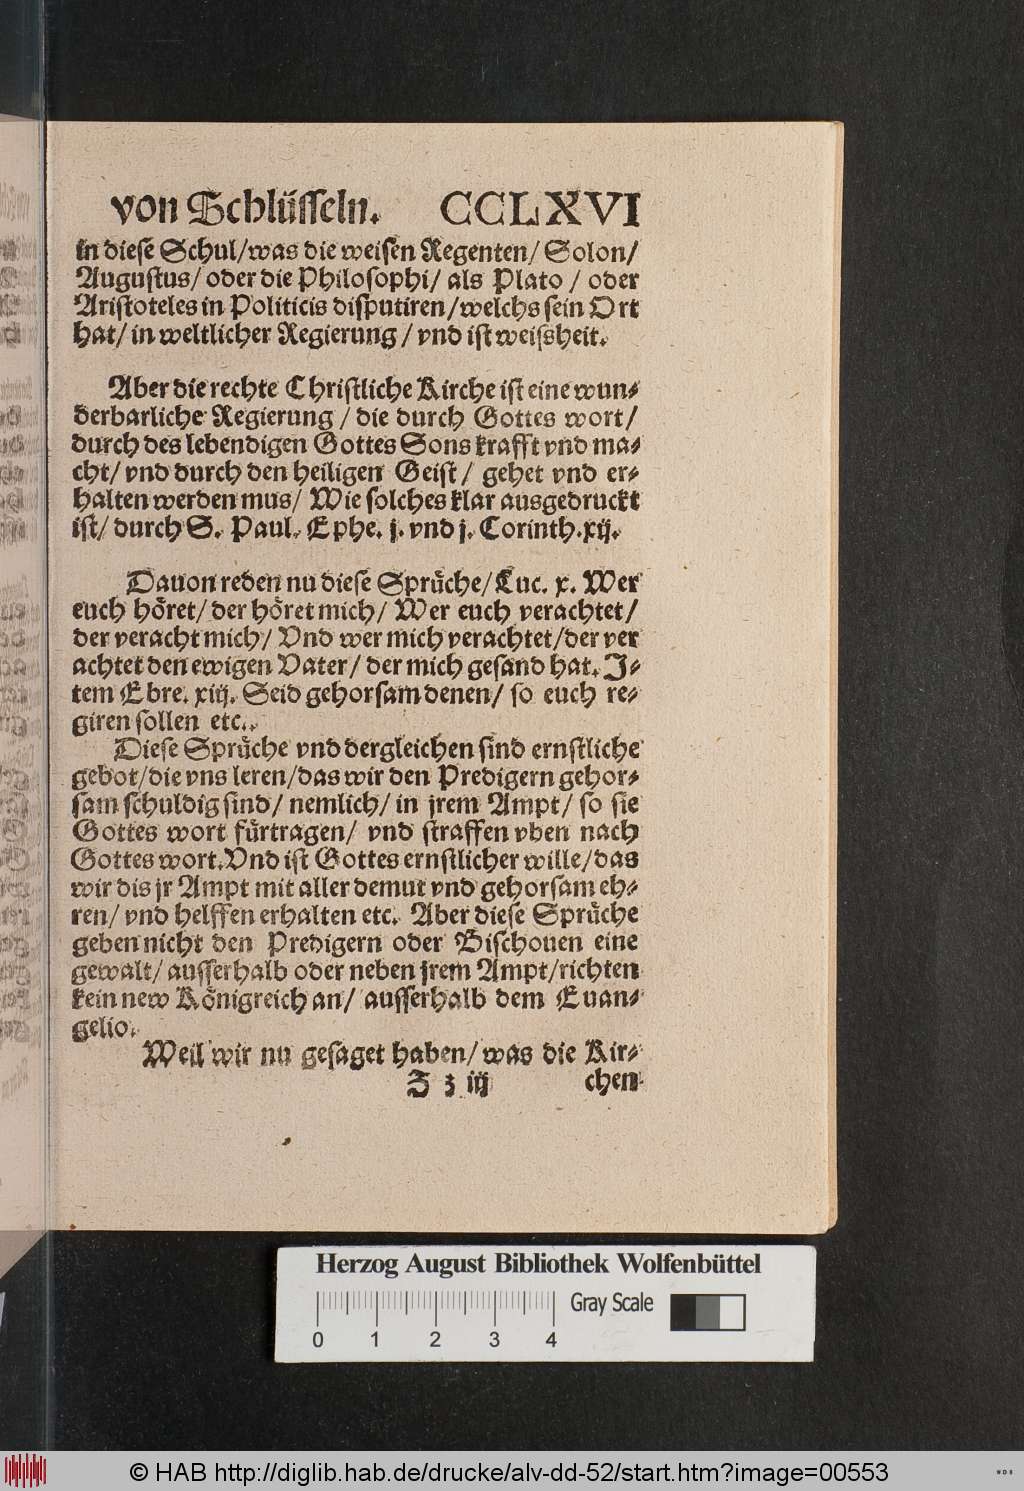 von Schlüsseln. CCLXVI
in diese Schul/was die weisen Regenten/ Solon/
Augustus/ oder die Philosophi/ als Plato / oder
Aristoteles in Politicis disputiren/welchs sein Ort
hat/ in weltlicher Regierung / vnd ist weissheit.
Aber die rechte Christliche Kirche ist eine wun-
derbarliche Regierung / die durch Gottes wort/
durch des lebendigen Gottes Sons krafft vnd ma-
cht/ vnd durch den heiligen Geist/ gehet vnd er-
halten werden mus/ Wie solches klar ausgedruckt
ist/ durch S. Paul. Ephe. j. vnd j. Corinth.xij.
Dauon reden nu diese Sprüche/Luc. x. Wer
euch höret/ der höret mich/ Wer euch verachtet/
der veracht mich/ Vnd wer mich verachtet/der ver
achtet den ewigen Vater/ der mich gesand hat. J-
tem Ebre. xiij. Seid gehorsam denen/ so euch re-
giren sollen etc..
Diese Sprüche vnd dergleichen sind ernstliche
gebot/die vns leren/das wir den Predigern gehor-
sam schuldig sind/ nemlich/ in jrem Ampt/ so sie
Gottes wort fürtragen/ vnd straffen vben nach
Gottes wort.Vnd ist Gottes ernstlicher wille/das
wir dis jr Ampt mit aller demut vnd gehorsam eh-
ren/ vnd helffen erhalten etc. Aber diese Sprüche
geben nicht den Predigern oder Bischouen eine
gewalt/ ausserhalb oder neben jrem Ampt/richten
kein new Königreich an/ ausserhalb dem Euan-
gelio.
Weil wir nu gesaget haben/ was die Kir-
Z z iij chen
Herzog August Bibliothek Wolfenbüttel
Gray Scale
0 1 2 3 4
© HAB http://diglib.hab.de/drucke/alv-dd-52/start.htm?image=00553